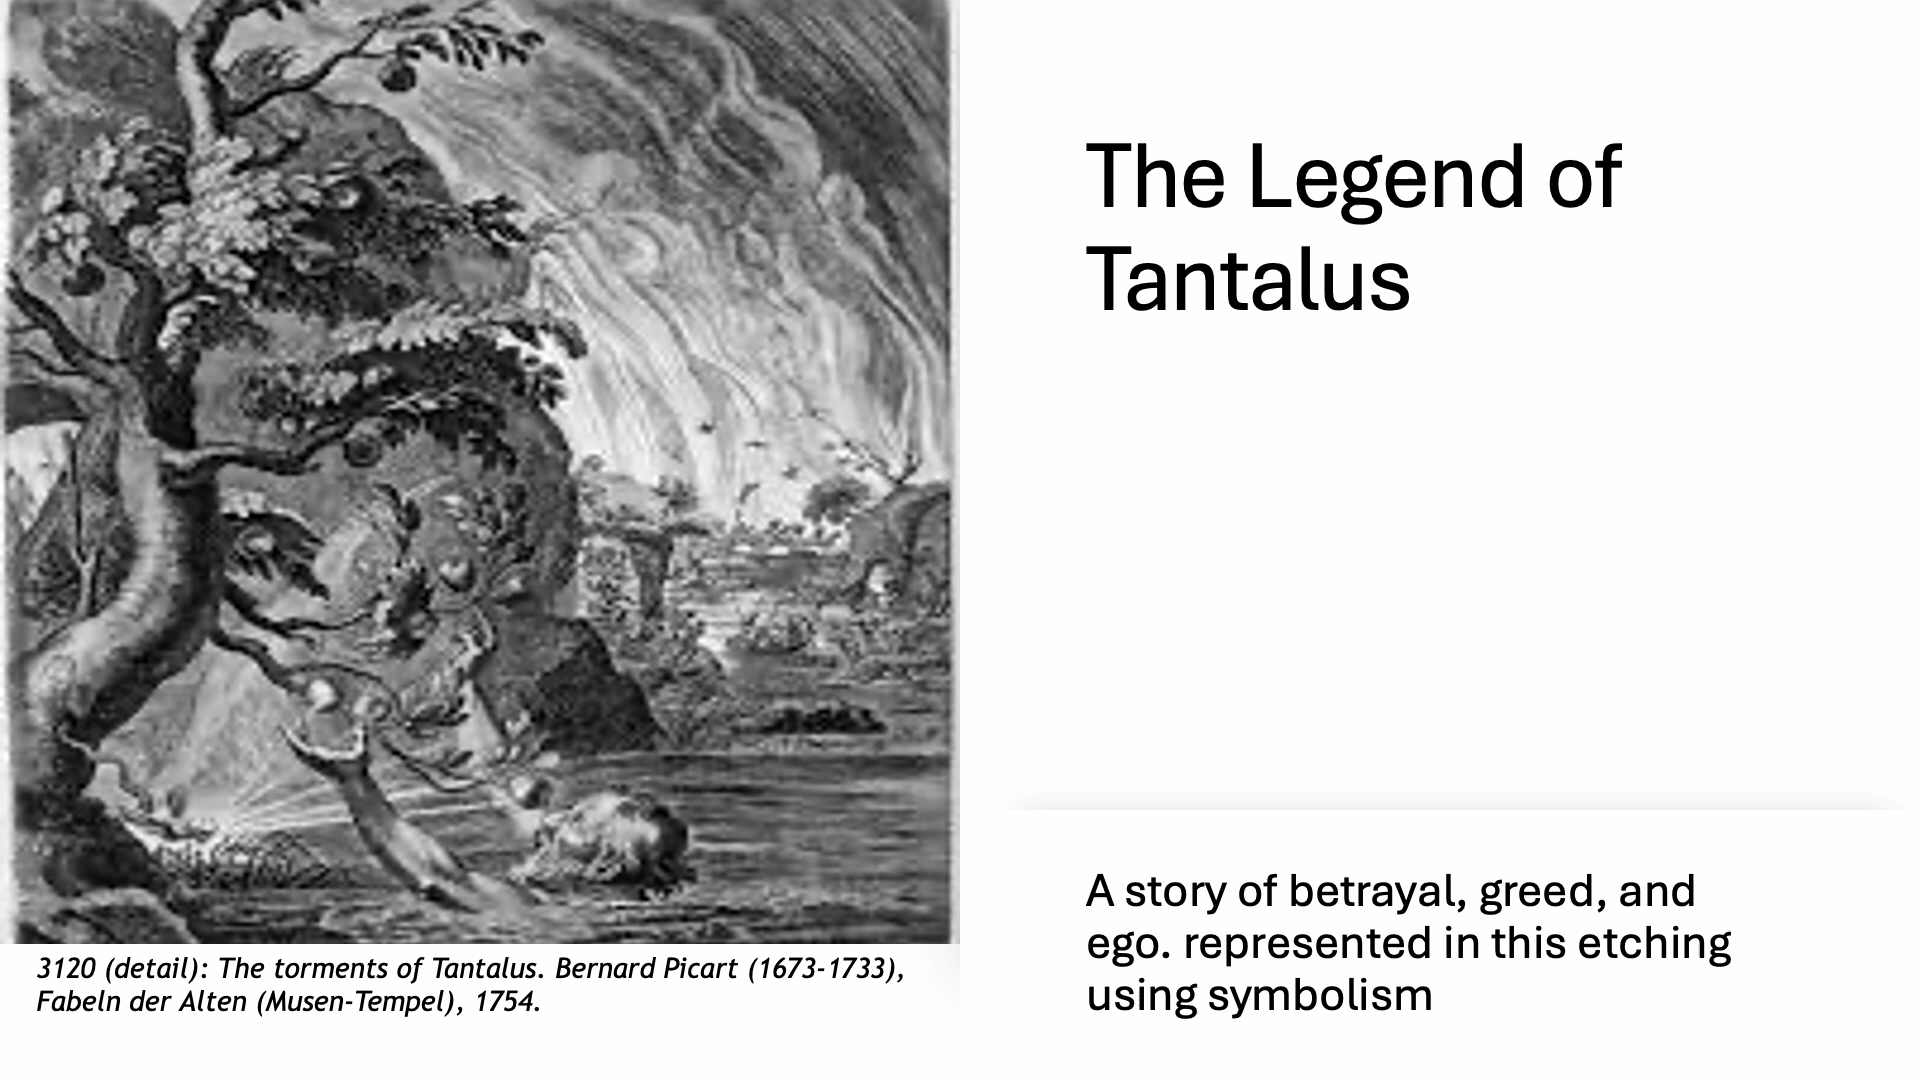 The Legend of
Tantalus
A story of betrayal, greed, and
ego. represented in this etching
using symbolism
3120 (detail): The torments of Tantalus. Bernard Picart (1673-1733),
Fabeln der Alten (Musen-Tempel), 1754.